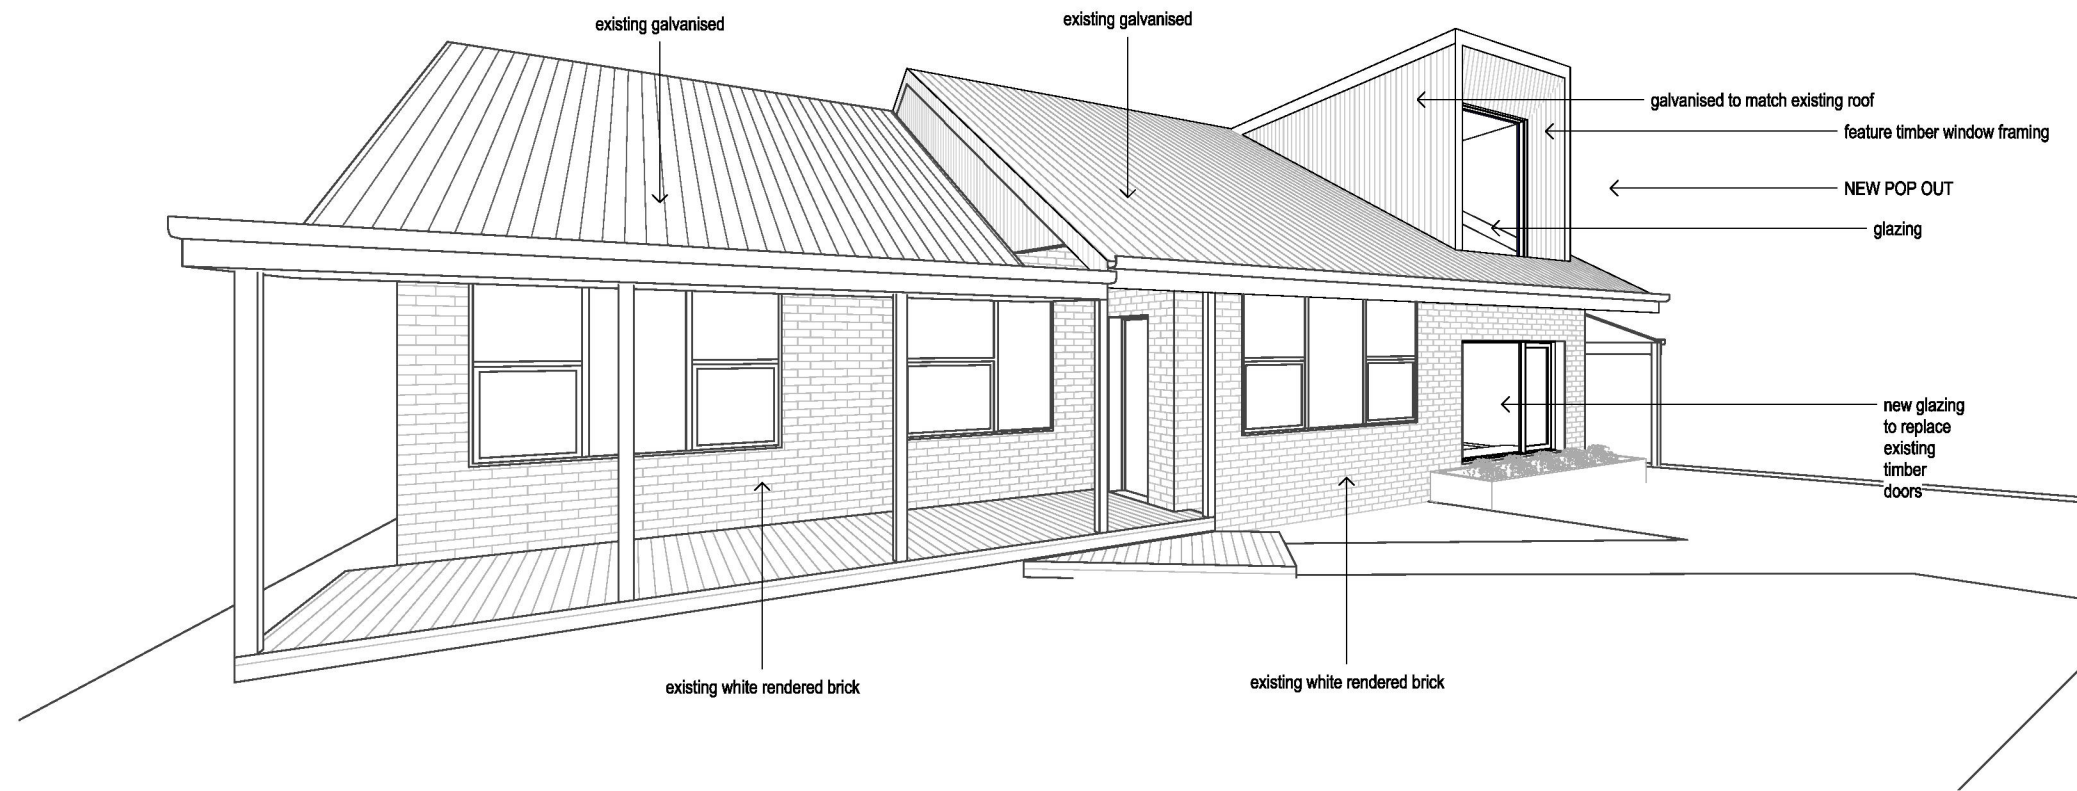 existing galvanised
existing galvanised
galvanised to match existing roof
feature timber window framing
NEW POP OUT
glazing
new glazing
to replace
existing
timber
doors
existing white rendered brick
existing white rendered brick